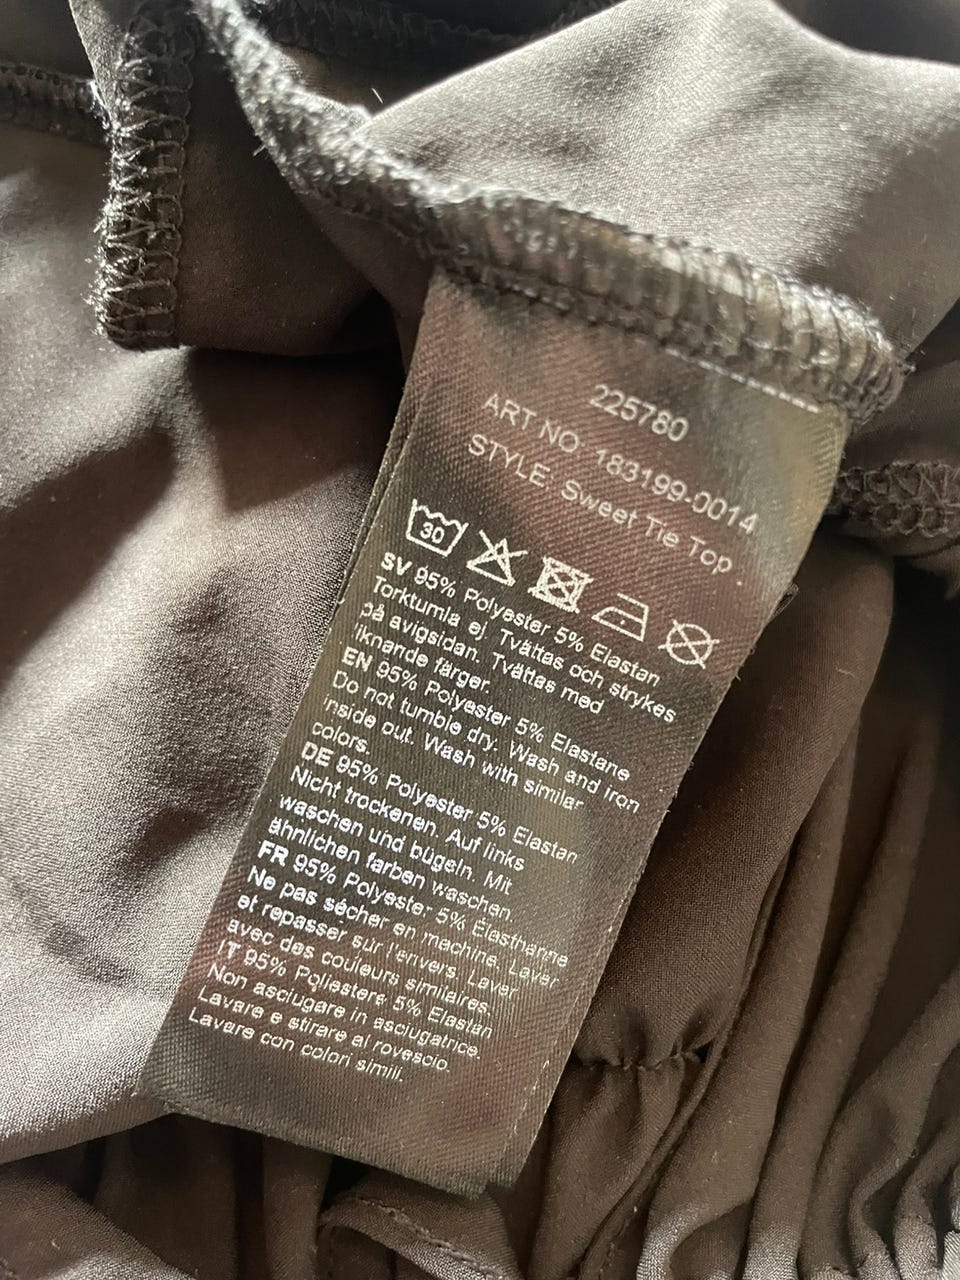 225780
ART NO 183199-0014
STYLE: Sweet Tie Top
30
SV 95% Polyester 5% Elastan
Torktumla ej Tvättas och strykes
på avigsidan. Tvättas med
liknande färger.
EN 95% Polyester 5% Elastane
Do not tumble dry. Wash and iron
inside out. Wash with similar
colors.
DE 95% Polyester 5% Elastan
Nicht trockenen. Auf links
waschen und bügeln. Mit
ähnlichen farben waschen.
FR 95% Polyester 5% Élasthanne
Ne pas sécher en machine. Laver
et repasser sur l'envers. Laver
avec des couleurs similaires.
IT 95% Poliestere 5% Elastan
Non asciugare in asciugatrice.
Lavare e stirare al rovescio.
Lavare con colori simili.